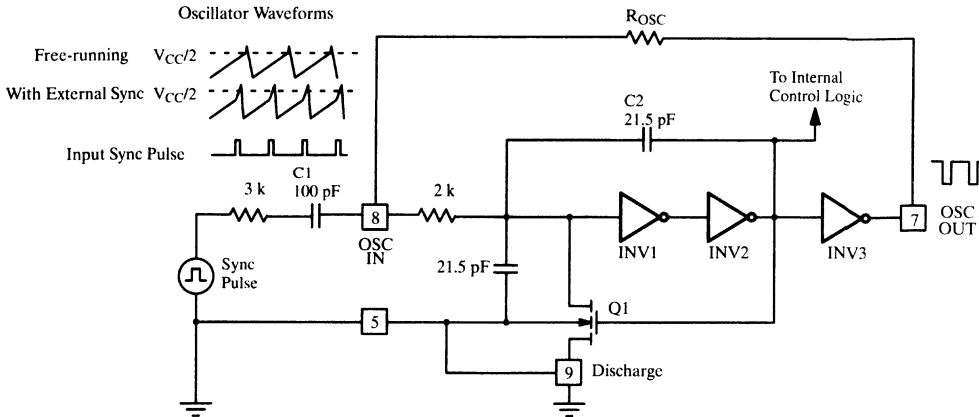 Oscillator Waveforms
Free-running V_CC/2
With External Sync V_CC/2
Input Sync Pulse
R_OSC
To Internal
Control Logic
C2
21.5 pF
C1
100 pF
3 k
8
OSC
IN
2 k
INV1
INV2
INV3
7
OSC
OUT
Sync
Pulse
21.5 pF
5
Q1
9
Discharge